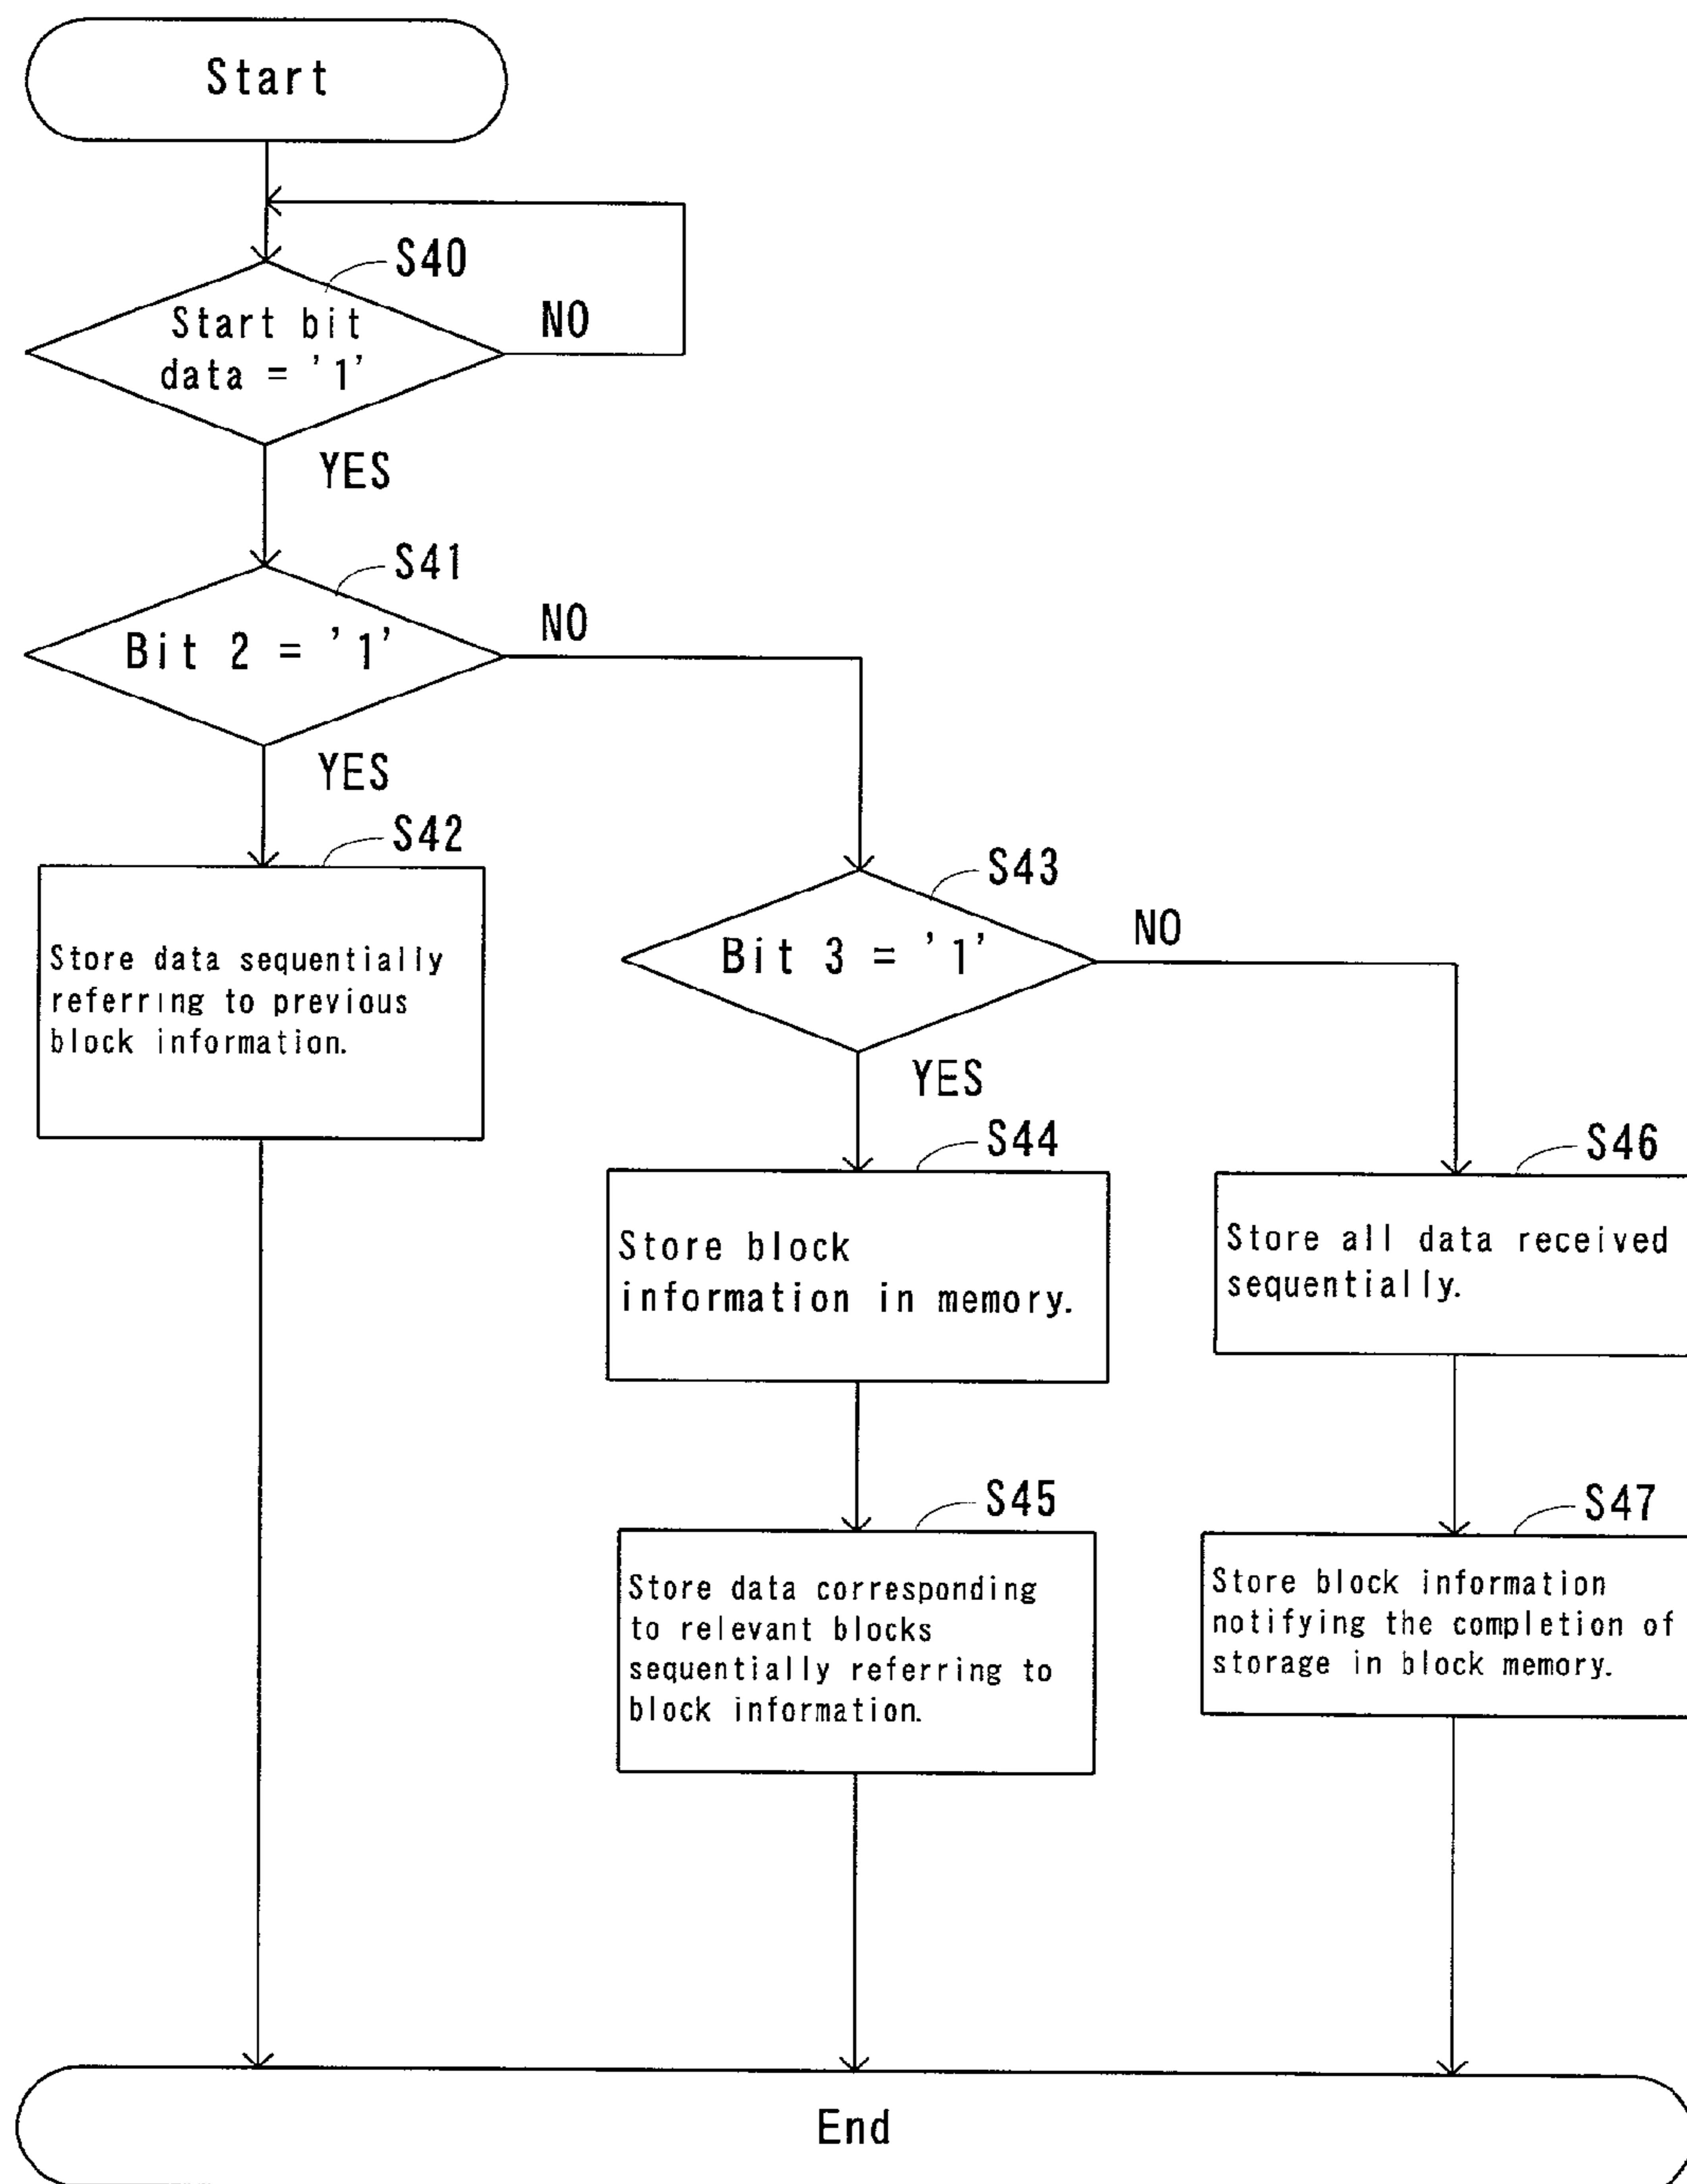 Start
S40
Start bit
data = '1'
NO
YES
S41
Bit 2 = '1'
NO
YES
S42
Store data sequentially
referring to previous
block information.
S43
Bit 3 = '1'
NO
YES
S44
Store block
information in memory.
S46
Store all data received
sequentially.
S45
Store data corresponding
to relevant blocks
sequentially referring to
block information.
S47
Store block information
notifying the completion of
storage in block memory.
End